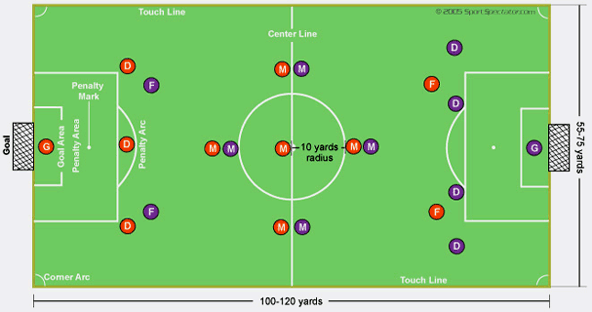 Touch Line
© 2005 SportSpectator.com
Center Line
D
M
M
D
F
F
Penalty
Mark
D
Goal
G
Goal Area
Penalty Area
D
Penalty Arc
M
M
M
10 yards
radius
M
M
G
55-75 yards
D
F
F
D
D
M
M
D
Corner Arc
Touch Line
100-120 yards